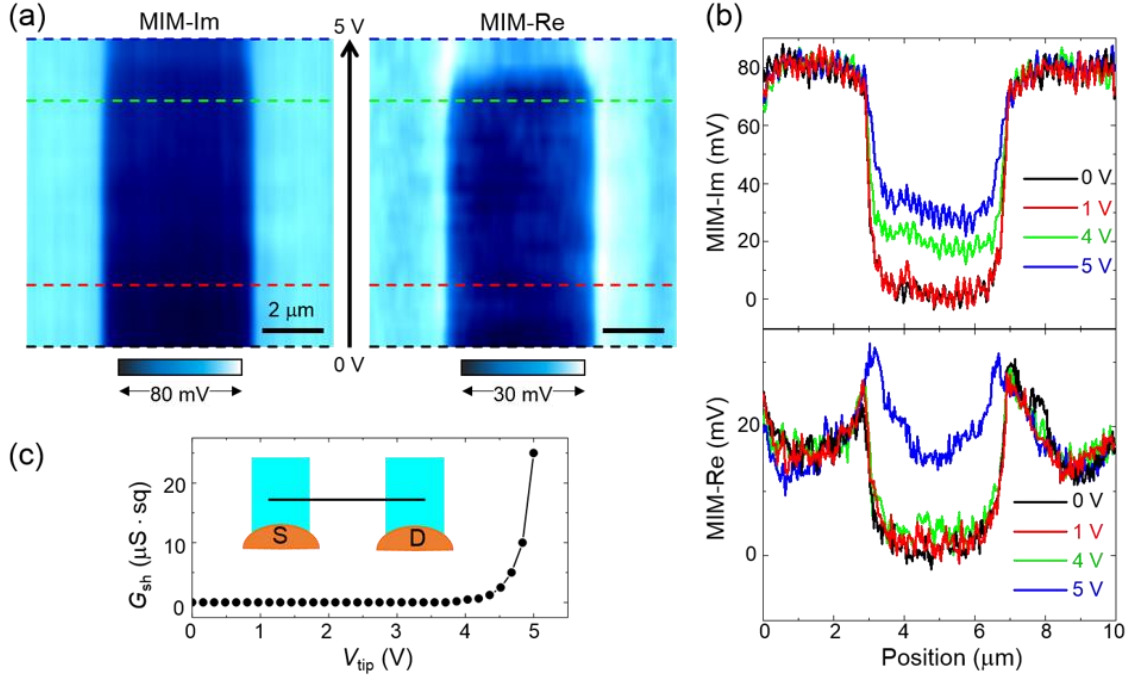 (a)
MIM-Im
5 V
MIM-Re
2 μm
0 V
80 mV
30 mV
(b)
80
60
40
20
0
MIM-Im (mV)
0 V
1 V
4 V
5 V
20
0
MIM-Re (mV)
0 V
1 V
4 V
5 V
0
2
4
6
8
10
Position (μm)
(c)
20
10
0
Gsh (μS · sq)
S
D
0
1
2
3
4
5
Vtip (V)